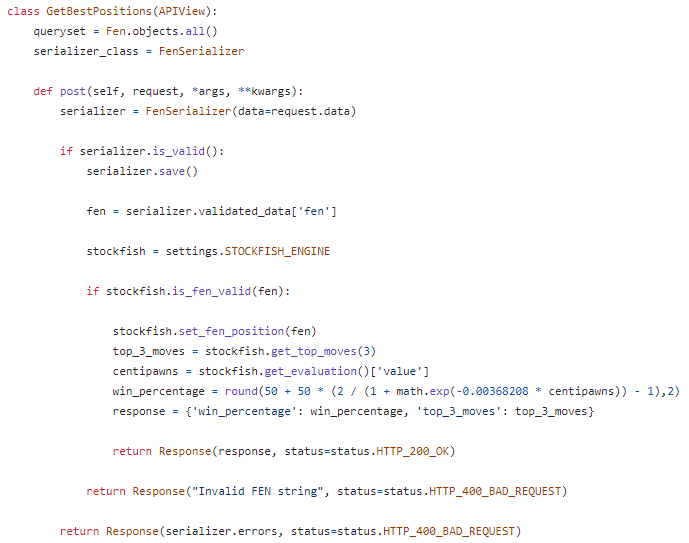 class GetBestPositions(APIView):
    queryset = Fen.objects.all()
    serializer_class = FenSerializer

    def post(self, request, *args, **kwargs):
        serializer = FenSerializer(data=request.data)

        if serializer.is_valid():
            serializer.save()

            fen = serializer.validated_data['fen']

            stockfish = settings.STOCKFISH_ENGINE

            if stockfish.is_fen_valid(fen):

                stockfish.set_fen_position(fen)
                top_3_moves = stockfish.get_top_moves(3)
                centipawns = stockfish.get_evaluation()['value']
                win_percentage = round(50 + 50 * (2 / (1 + math.exp(-0.00368208 * centipawns)) - 1),2)
                response = {'win_percentage': win_percentage, 'top_3_moves': top_3_moves}

                return Response(response, status=status.HTTP_200_OK)

            return Response("Invalid FEN string", status=status.HTTP_400_BAD_REQUEST)

        return Response(serializer.errors, status=status.HTTP_400_BAD_REQUEST)